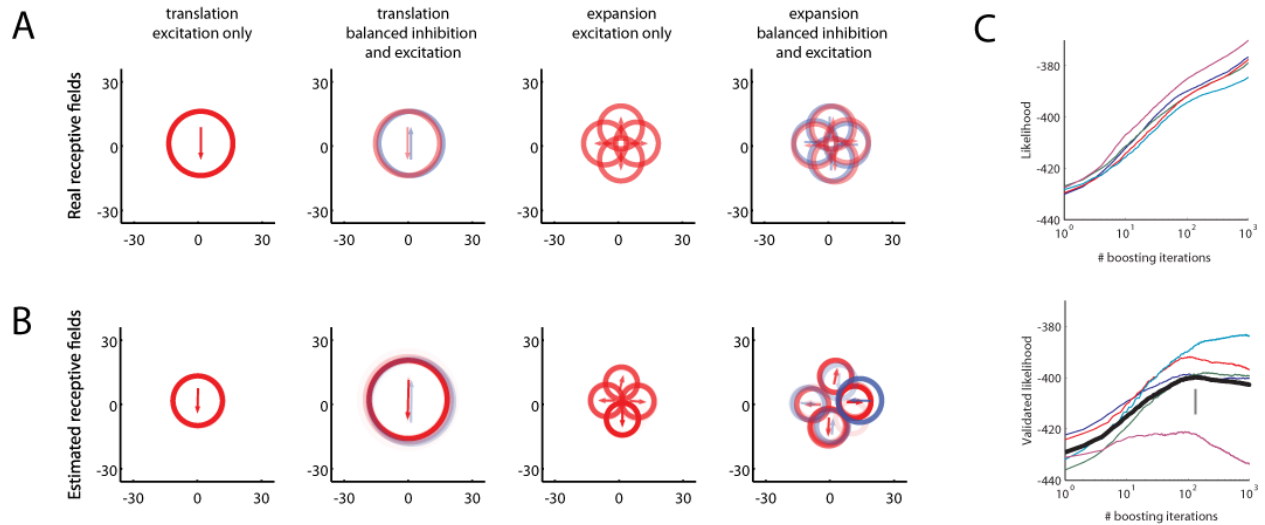 A
translation
excitation only
translation
balanced inhibition
and excitation
expansion
excitation only
expansion
balanced inhibition
and excitation
C
Real receptive fields
30
0
-30
-30 0 30
30
0
-30
-30 0 30
30
0
-30
-30 0 30
30
0
-30
-30 0 30
Likelihood
-380
-400
-420
-440
10^0 10^1 10^2 10^3
# boosting iterations
B
Estimated receptive fields
30
0
-30
-30 0 30
30
0
-30
-30 0 30
30
0
-30
-30 0 30
30
0
-30
-30 0 30
Validated likelihood
-380
-400
-420
-440
10^0 10^1 10^2 10^3
# boosting iterations